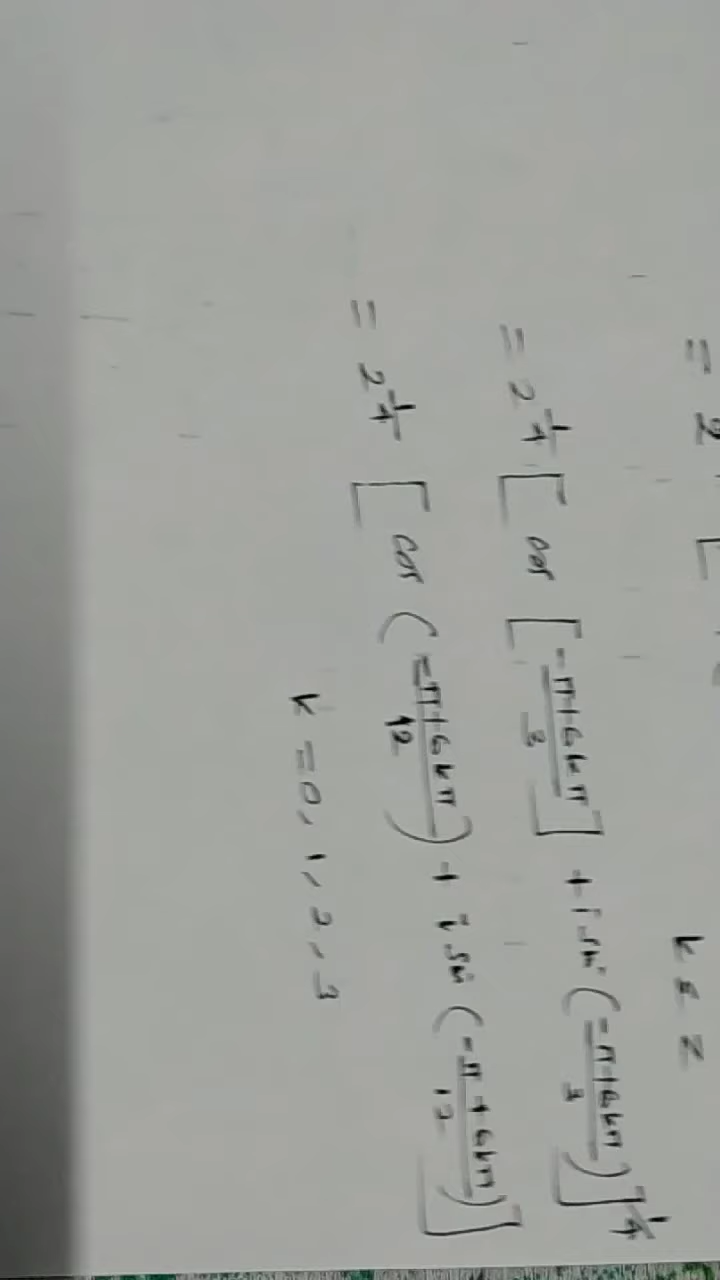 = 2 [
k ∈ Z
= 2^{1/4} [ cos [ (-π+6kπ)/3 ] + i sin ( (-π+6kπ)/3 ) ]^{1/4}
= 2^{1/4} [ cos ( (-π+6kπ)/12 ) + i sin ( (-π+6kπ)/12 ) ]
k = 0, 1, 2, 3